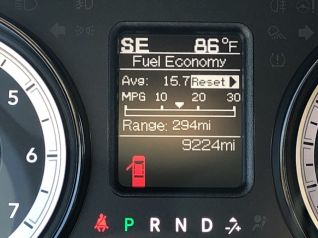 SE 86°F
Fuel Economy
Avg: 15.7 Reset
MPG 10 20 30
Range: 294mi
9224mi
P R N D
5
6
7